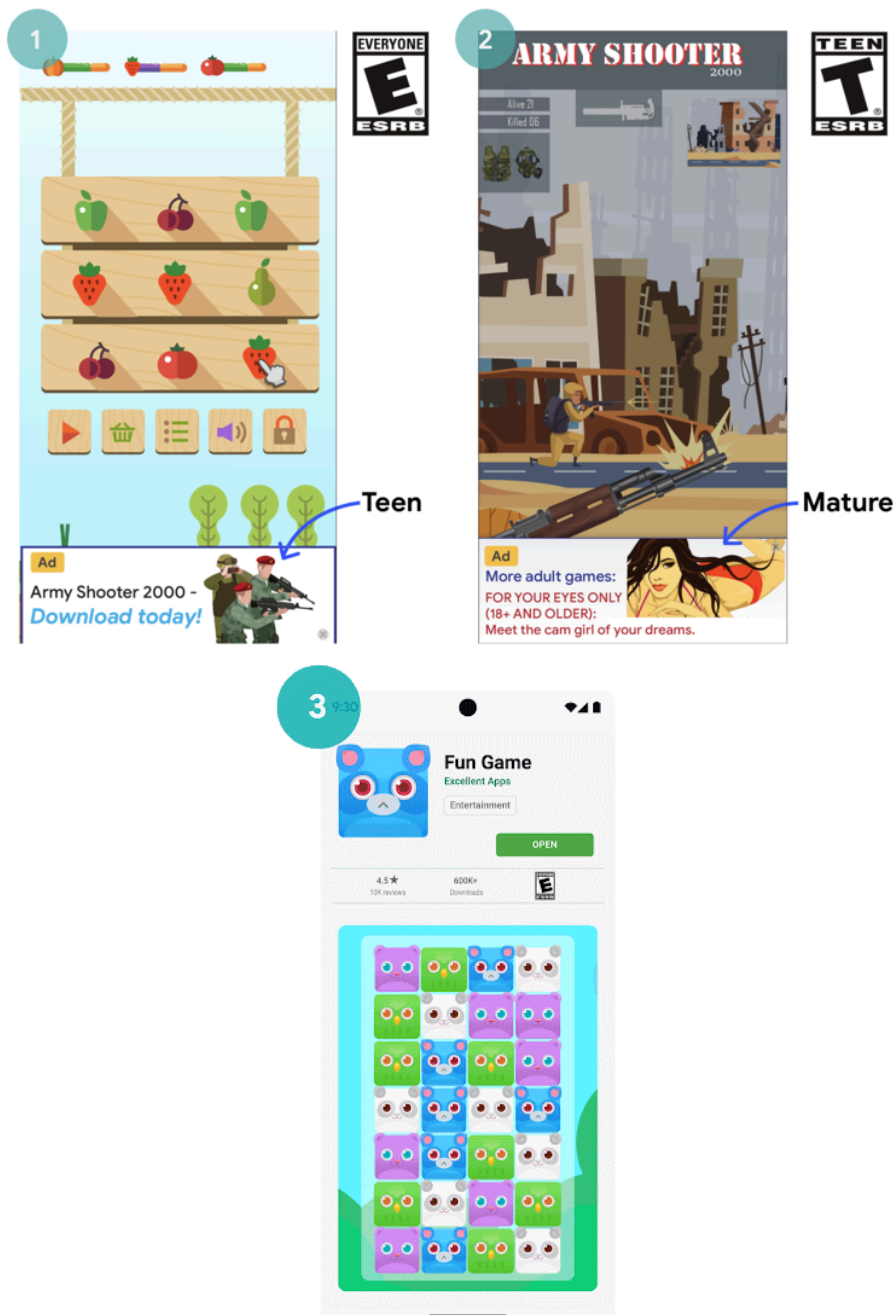 1
EVERYONE
E
®
ESRB
Teen
Ad
Army Shooter 2000 -
Download today!
2
ARMY SHOOTER
2000
Alive 21
Killed 06
TEEN
T
®
ESRB
Mature
Ad
More adult games:
FOR YOUR EYES ONLY
(18+ AND OLDER):
Meet the cam girl of your dreams.
3
9:30
Fun Game
Excellent Apps
Entertainment
OPEN
4.5★ 600K+
10K reviews Downloads
EVERYONE
E
ESRB